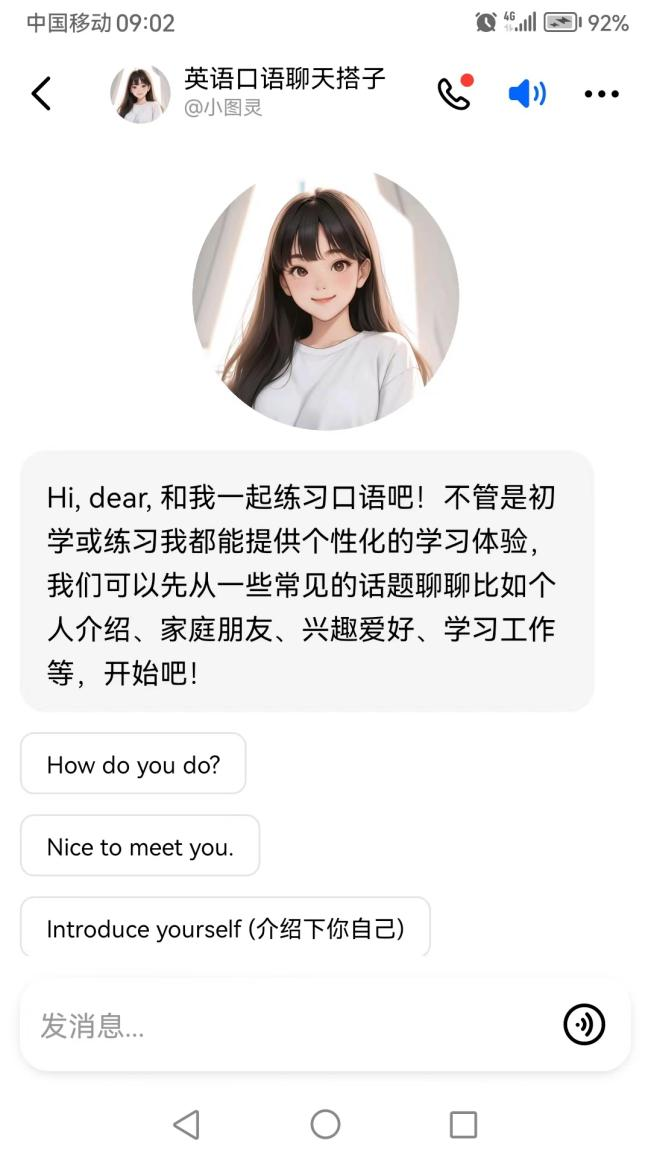 中国移动 09:02 4G 92%
英语口语聊天搭子
@小图灵
Hi, dear, 和我一起练习口语吧！不管是初
学或练习我都能提供个性化的学习体验，
我们可以先从一些常见的话题聊聊比如个
人介绍、家庭朋友、兴趣爱好、学习工作
等，开始吧！
How do you do?
Nice to meet you.
Introduce yourself (介绍下你自己)
发消息...